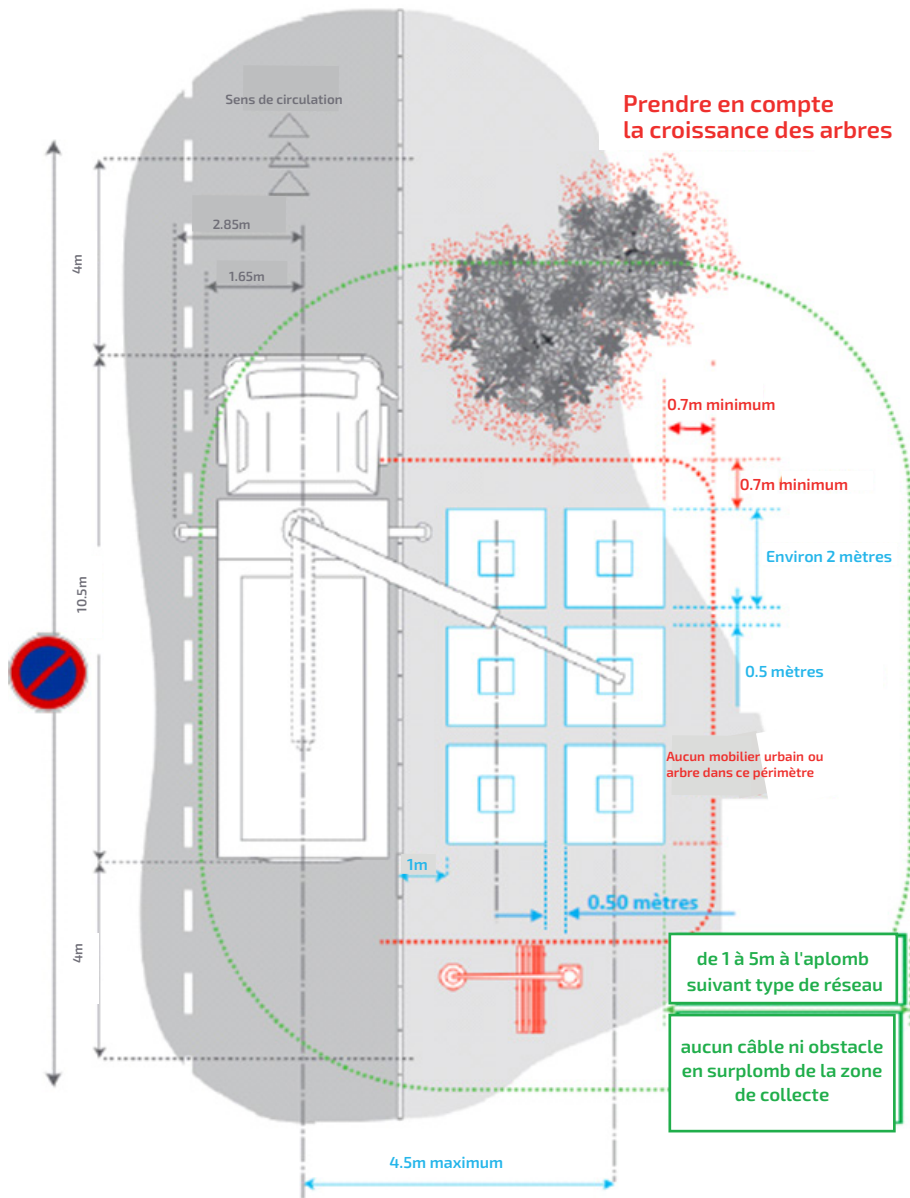 Prendre en compte
la croissance des arbres
Sens de circulation
2.85m
4m
1.65m
0.7m minimum
0.7m minimum
Environ 2 mètres
10.5m
0.5 mètres
Aucun mobilier urbain ou
arbre dans ce périmètre
1m
0.50 mètres
4m
de 1 à 5m à l'aplomb
suivant type de réseau
aucun câble ni obstacle
en surplomb de la zone
de collecte
4.5m maximum